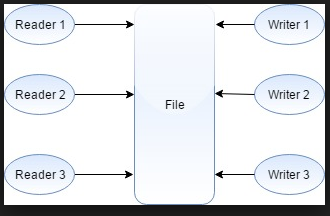 Reader 1
Writer 1
Reader 2
Writer 2
File
Reader 3
Writer 3